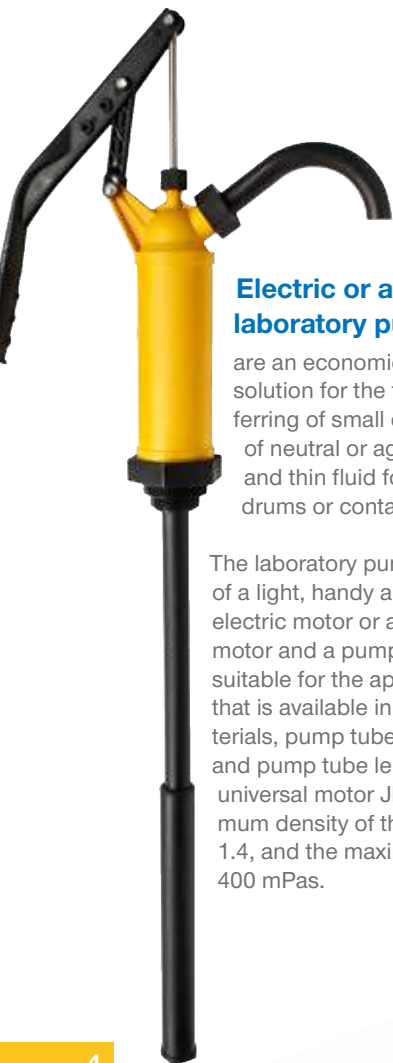 Electric or a
laboratory pu
are an economic
solution for the
ferring of small
of neutral or ag
and thin fluid fo
drums or conta
The laboratory pur
of a light, handy a
electric motor or a
motor and a pump
suitable for the ap
that is available in
terials, pump tube
and pump tube le
universal motor
mum density of th
1.4, and the maxi
400 mPas.
4